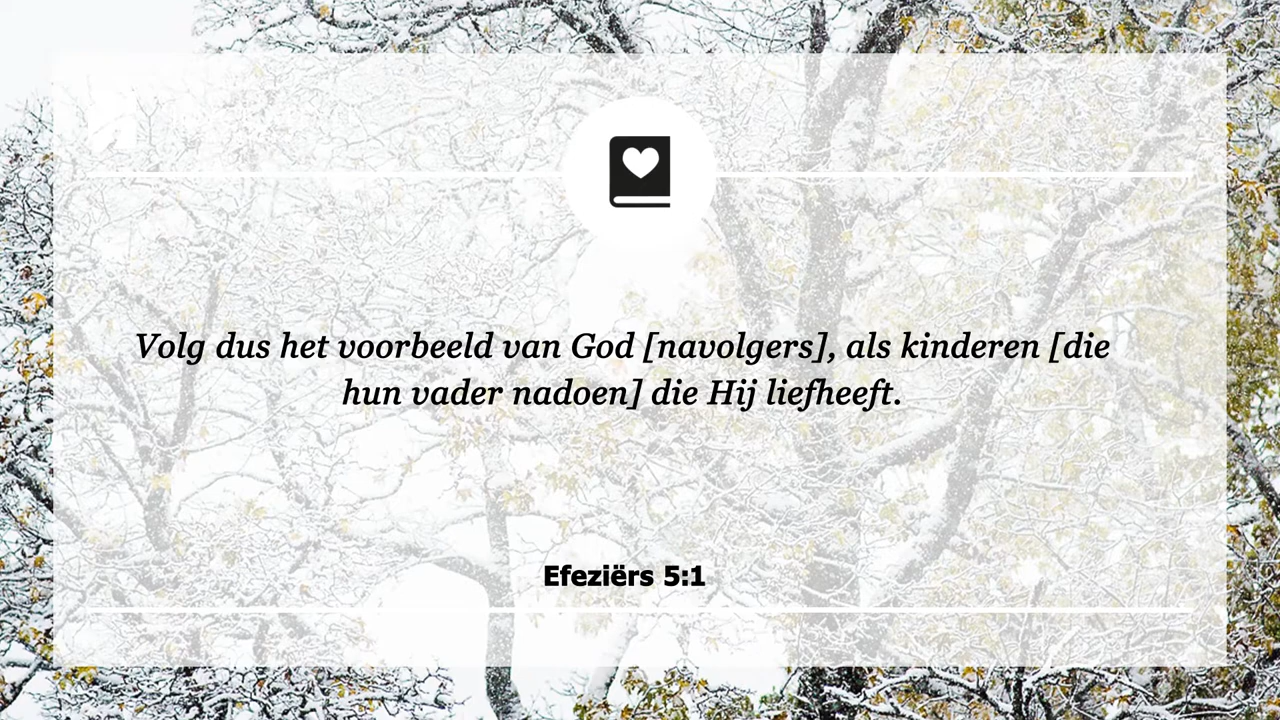 Volg dus het voorbeeld van God [navolgers], als kinderen [die
hun vader nadoen] die Hij liefheeft.
Efeziërs 5:1